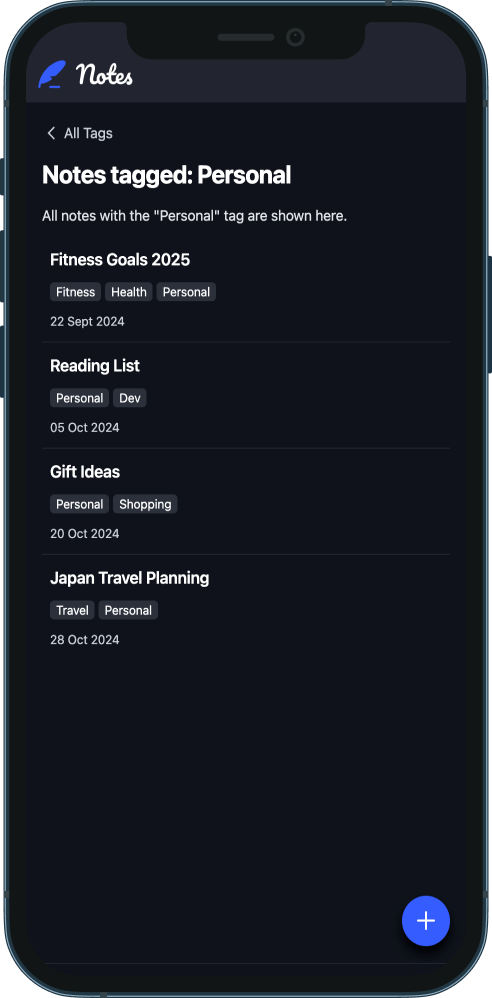 Notes
All Tags
Notes tagged: Personal
All notes with the "Personal" tag are shown here.
Fitness Goals 2025
Fitness Health Personal
22 Sept 2024
Reading List
Personal Dev
05 Oct 2024
Gift Ideas
Personal Shopping
20 Oct 2024
Japan Travel Planning
Travel Personal
28 Oct 2024